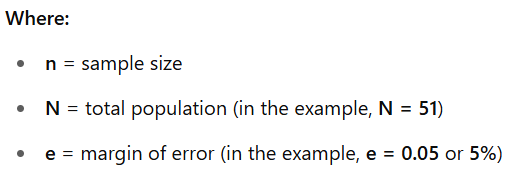 Where:
• n = sample size
• N = total population (in the example, N = 51)
• e = margin of error (in the example, e = 0.05 or 5%)